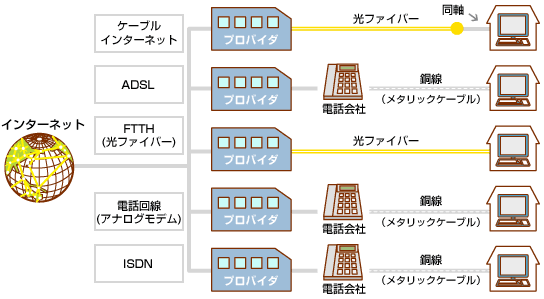 インターネット
ケーブル
インターネット
プロバイダ
光ファイバー
同軸
ADSL
プロバイダ
電話会社
銅線
(メタリックケーブル)
FTTH
(光ファイバー)
プロバイダ
光ファイバー
電話回線
(アナログモデム)
プロバイダ
電話会社
銅線
(メタリックケーブル)
ISDN
プロバイダ
電話会社
銅線
(メタリックケーブル)